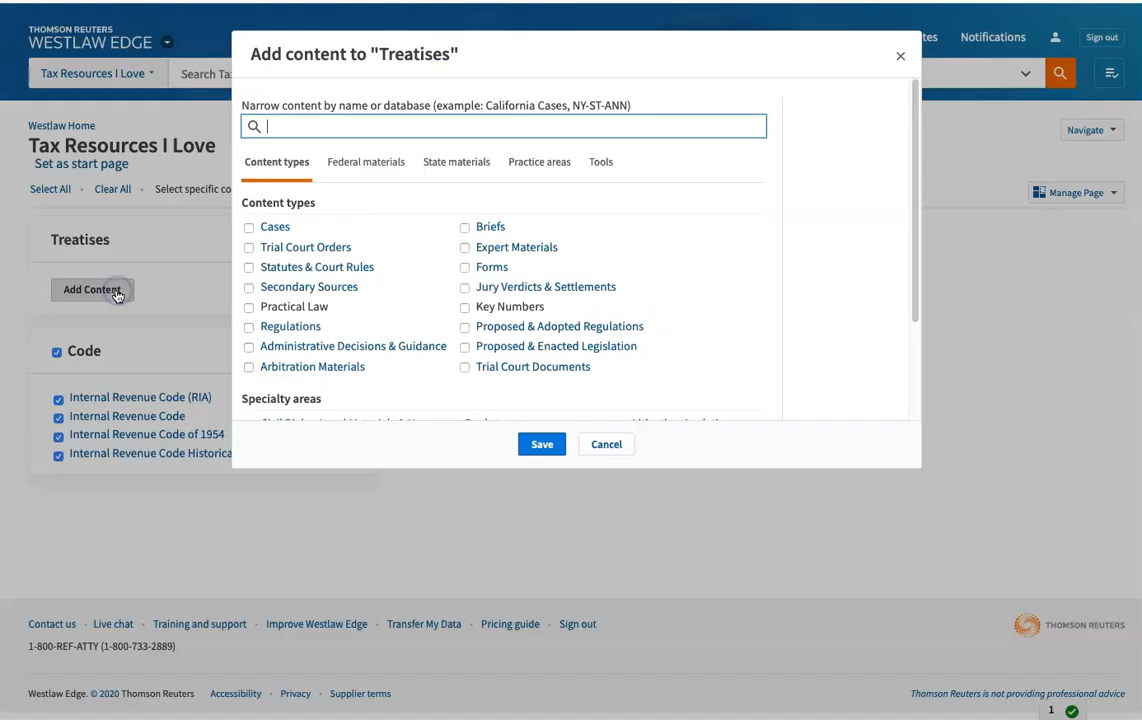 THOMSON REUTERS
WESTLAW EDGE
Notifications
Sign out
Tax Resources I Love
Search
Westlaw Home
Tax Resources I Love
Set as start page
Select All • Clear All • Select specific
Navigate
Manage Page
Treatises
Add Content
Code
Internal Revenue Code (RIA)
Internal Revenue Code
Internal Revenue Code of 1954
Internal Revenue Code
Add content to "Treatises"
Narrow content by name or database (example: California Cases, NY-ST-ANN)
Content types Federal materials State materials Practice areas Tools
Content types
Cases
Trial Court Orders
Statutes & Court Rules
Secondary Sources
Practical Law
Regulations
Administrative Decisions & Guidance
Arbitration Materials
Briefs
Expert Materials
Forms
Jury Verdicts & Settlements
Key Numbers
Proposed & Adopted Regulations
Proposed & Enacted Legislation
Trial Court Documents
Specialty areas
Save Cancel
Contact us • Live chat • Training and support • Improve Westlaw Edge • Transfer My Data • Pricing guide • Sign out
1-800-REF-ATTY (1-800-733-2889)
THOMSON REUTERS
Westlaw Edge. © 2020 Thomson Reuters Accessibility • Privacy • Supplier terms
Thomson Reuters is not providing professional advice
1